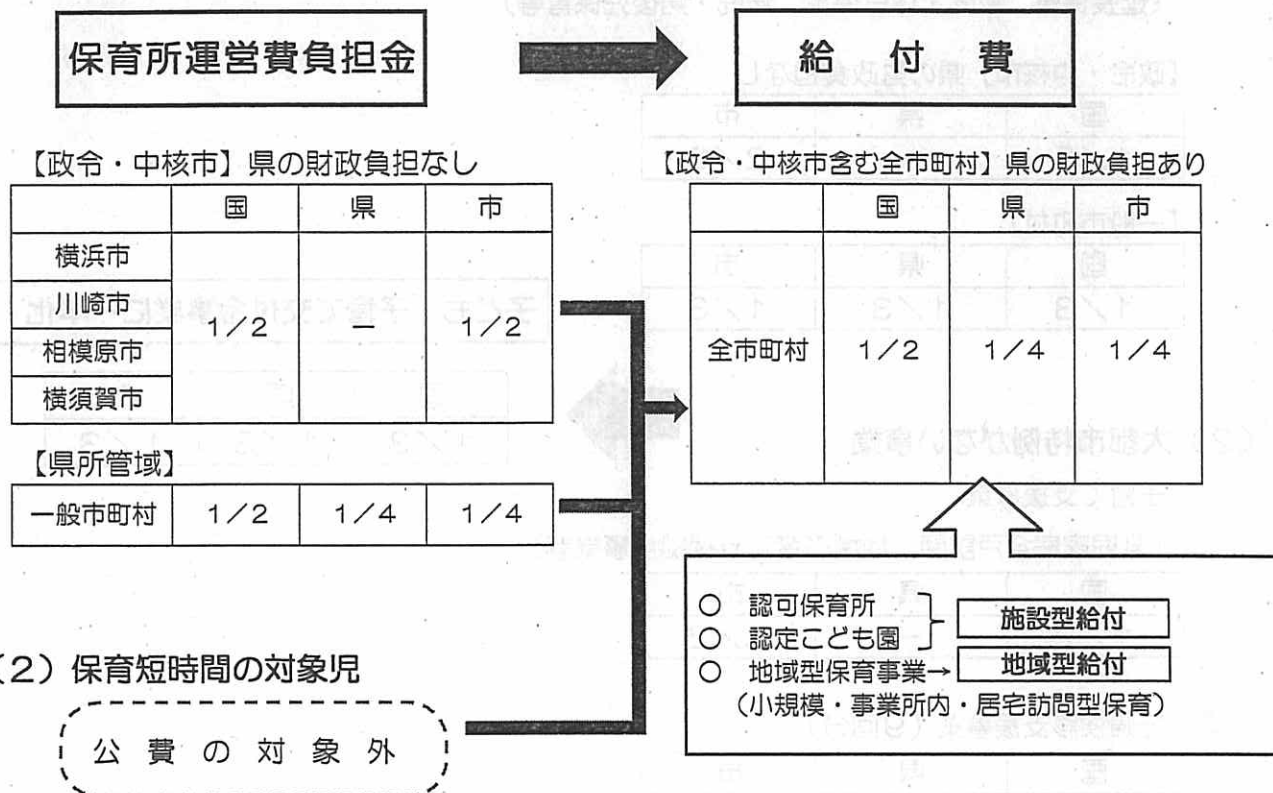 保育所運営費負担金
給付費
【政令・中核市】県の財政負担なし
国 県 市
横浜市
川崎市
相模原市
横須賀市
1/2 － 1/2
【県所管域】
一般市町村 1/2 1/4 1/4
(2)保育短時間の対象児
公費の対象外
【政令・中核市含む全市町村】県の財政負担あり
国 県 市
全市町村 1/2 1/4 1/4
○ 認可保育所
○ 認定こども園
施設型給付
○ 地域型保育事業→ 地域型給付
(小規模・事業所内・居宅訪問型保育)